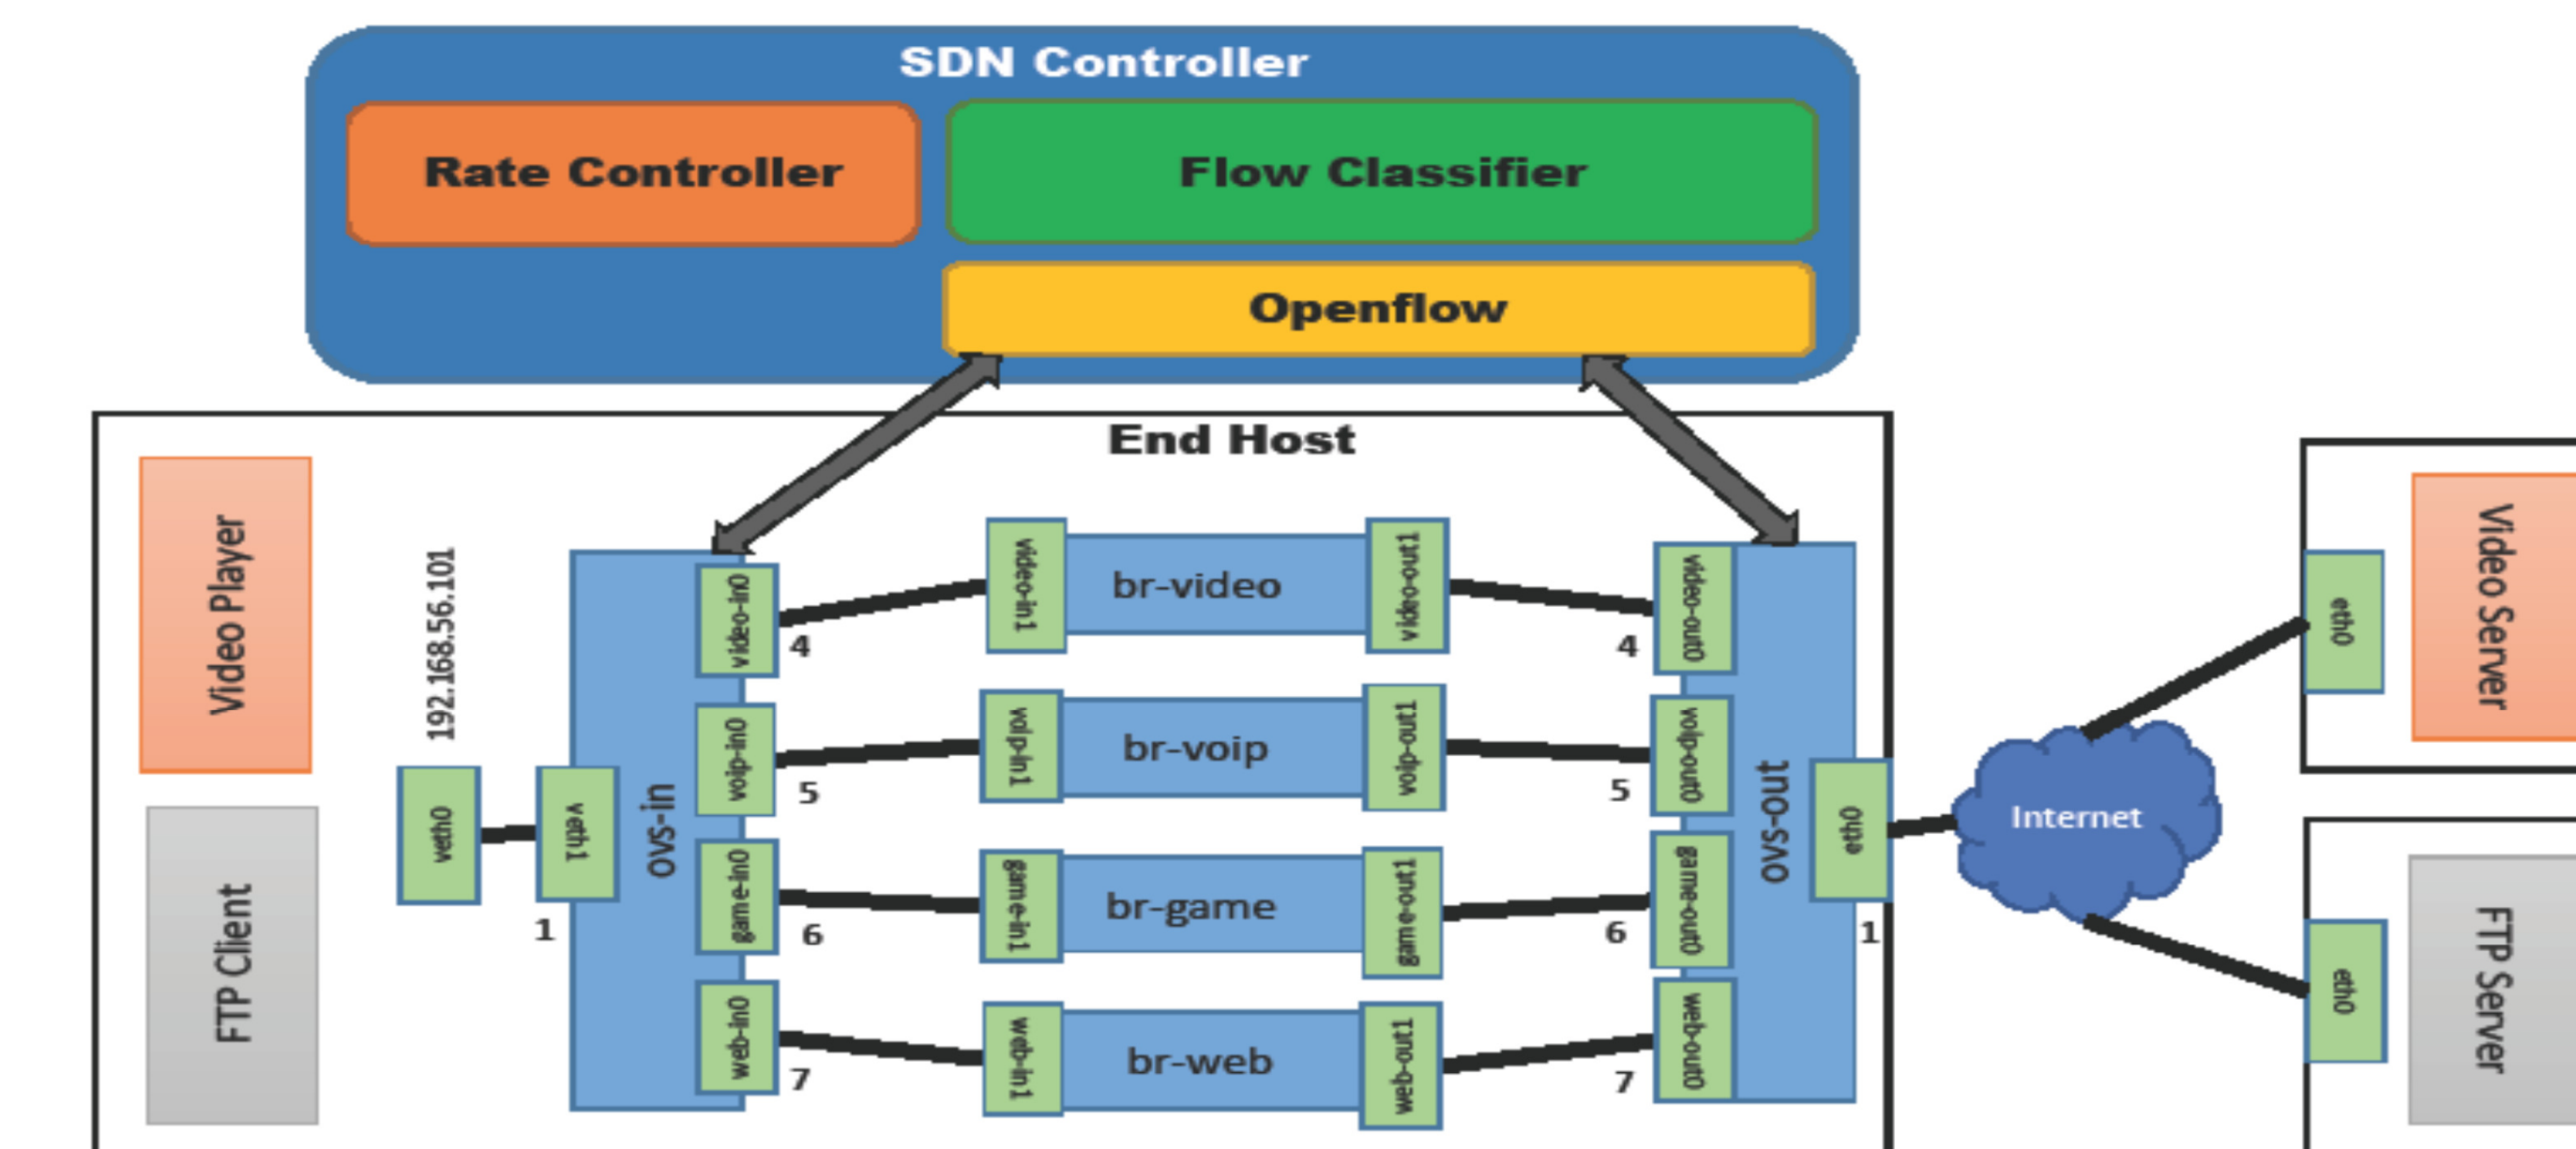 SDN Controller
Rate Controller
Flow Classifier
Openflow
End Host
Video Player
FTP Client
192.168.56.101
veth0
veth1
1
ovs-in
video-in0
4
voip-in0
5
game-in0
6
web-in0
7
video-in1
br-video
video-out1
voip-in1
br-voip
voip-out1
game-in1
br-game
game-out1
web-in1
br-web
web-out1
4
video-out0
5
voip-out0
6
game-out0
7
web-out0
ovs-out
eth0
1
Internet
eth0
Video Server
eth0
FTP Server